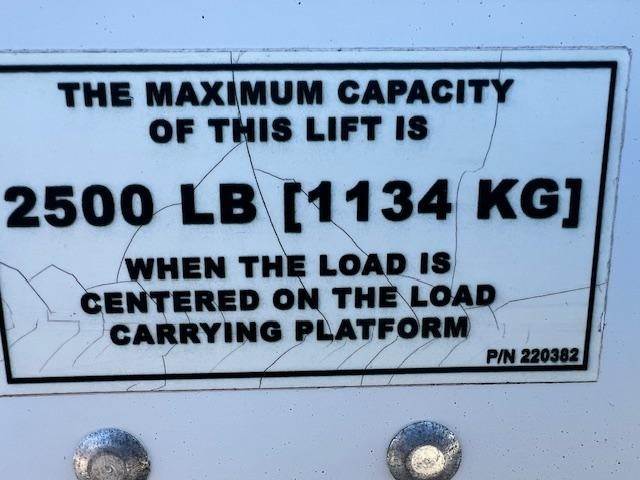 THE MAXIMUM CAPACITY
OF THIS LIFT IS
2500 LB [1134 KG]
WHEN THE LOAD IS
CENTERED ON THE LOAD
CARRYING PLATFORM
P/N 220382